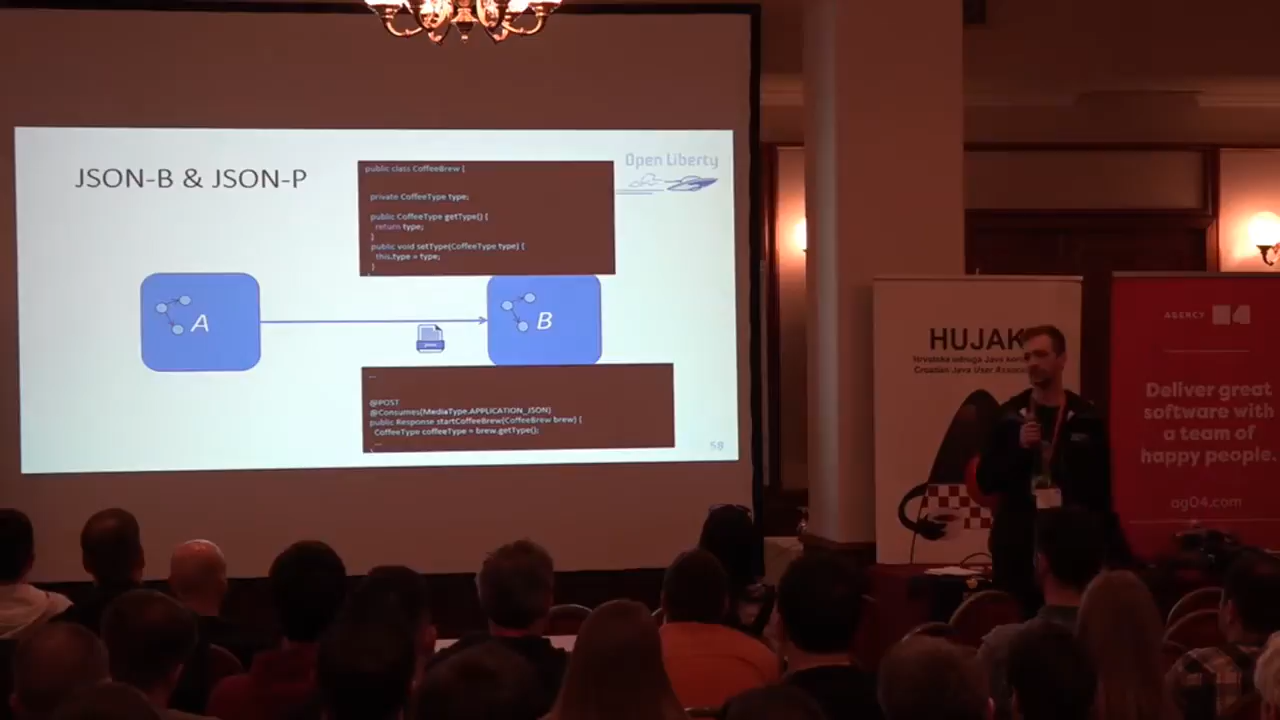 JSON-B & JSON-P
public class CoffeeBrew {
private CoffeeType type;
public CoffeeType getType() {
return type;
}
public void setType(CoffeeType type) {
this.type = type;
}
Open Liberty
A
B
...
@POST
@Consumes(MediaType.APPLICATION_JSON)
public Response startCoffeeBrew(CoffeeBrew brew) {
CoffeeType coffeeType = brew.getType();
...
58
HUJAK
Hrvatska udruga Java
Croatian Java User
AGENCY 04
Deliver great
software with
a team of
happy people.
ag04.com